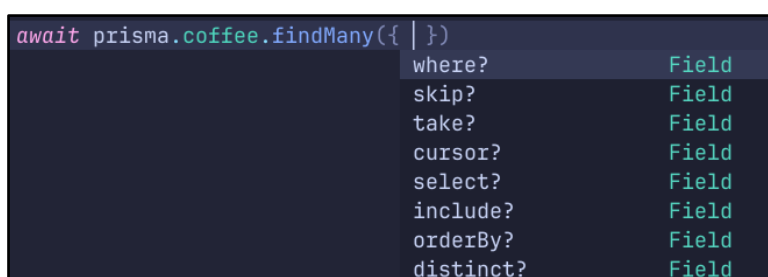 await prisma.coffee.findMany({ })
where? Field
skip? Field
take? Field
cursor? Field
select? Field
include? Field
orderBy? Field
distinct? Field